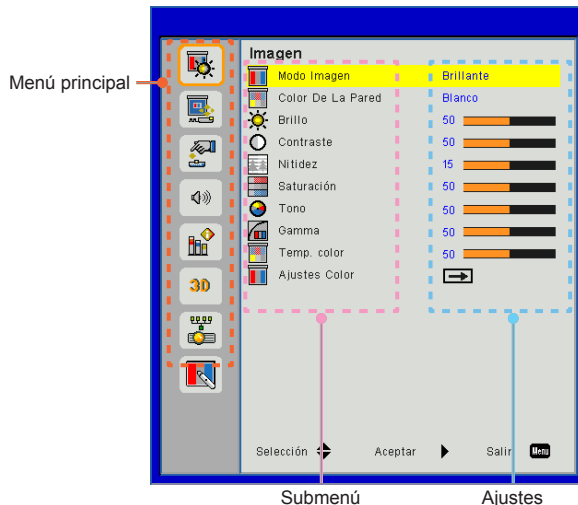 Imagen
Menú principal
Modo Imagen Brillante
Color De La Pared Blanco
Brillo 50
Contraste 50
Nitidez 15
Saturación 50
Tono 50
Gamma 50
Temp. color 50
Ajustes Color
3D
Selección Aceptar Salir Menu
Submenú Ajustes